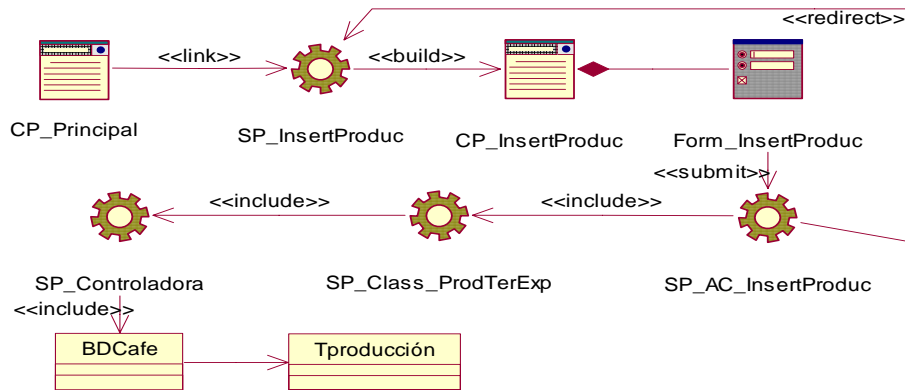 <<redirect>>
<<link>>
<<build>>
CP_Principal
SP_InsertProduc
CP_InsertProduc
Form_InsertProduc
<<submit>>
<<include>>
<<include>>
SP_Controladora
SP_Class_ProdTerExp
SP_AC_InsertProduc
<<include>>
BDCafe
Tproducción